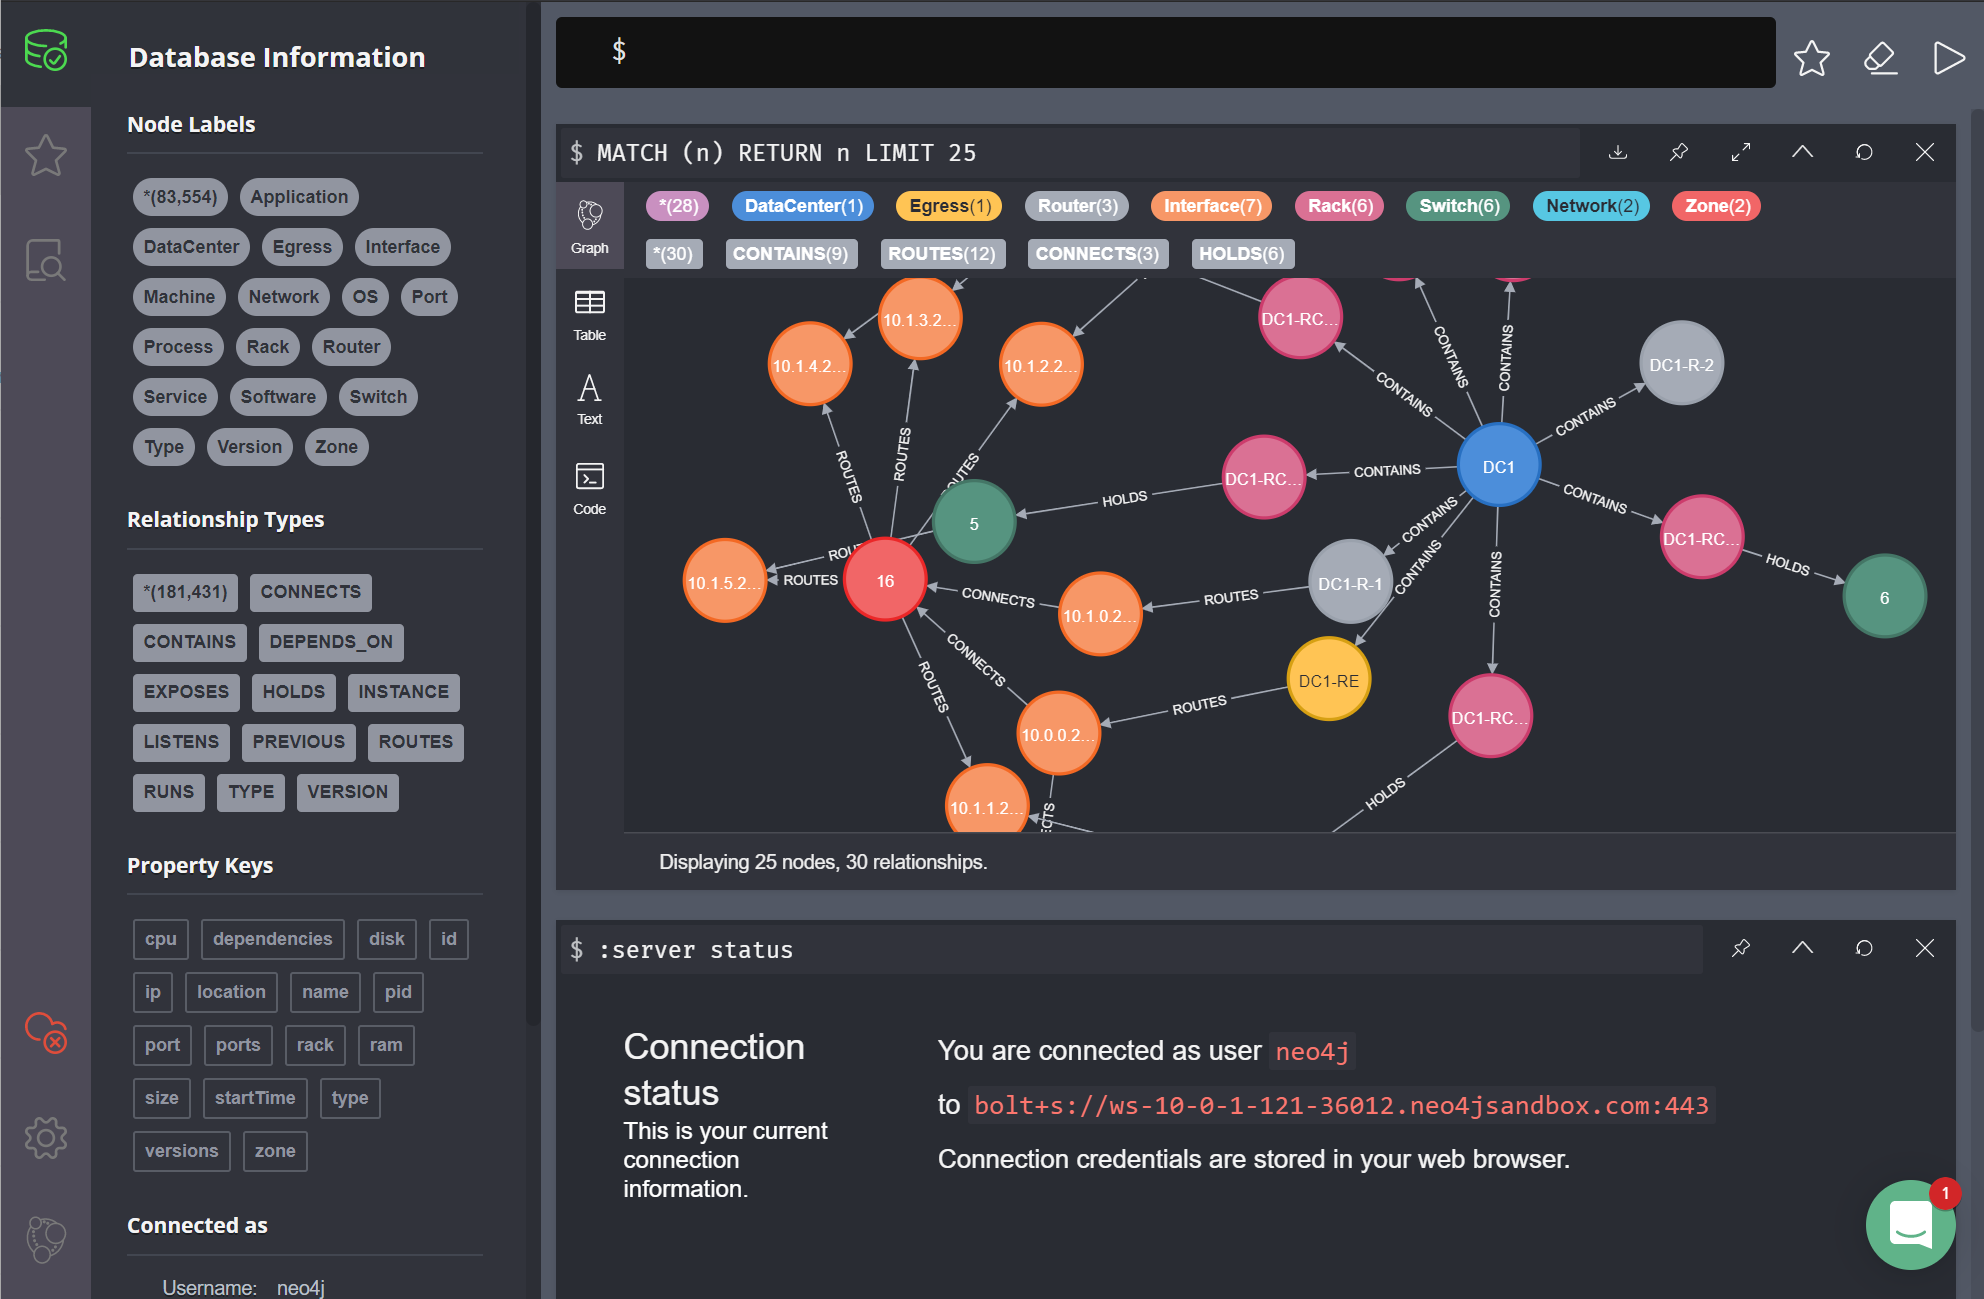 Database Information
Node Labels
*(83,554) Application
DataCenter Egress Interface
Machine Network OS Port
Process Rack Router
Service Software Switch
Type Version Zone
Relationship Types
*(181,431) CONNECTS
CONTAINS DEPENDS_ON
EXPOSES HOLDS INSTANCE
LISTENS PREVIOUS ROUTES
RUNS TYPE VERSION
Property Keys
cpu dependencies disk id
ip location name pid
port ports rack ram
size startTime type
versions zone
Connected as
Username: neo4j
$
$ MATCH (n) RETURN n LIMIT 25
Graph
Table
Text
Code
*(28) DataCenter(1) Egress(1) Router(3) Interface(7) Rack(6) Switch(6) Network(2) Zone(2)
*(30) CONTAINS(9) ROUTES(12) CONNECTS(3) HOLDS(6)
10.1.3.2...
DC1-RC...
10.1.4.2...
10.1.2.2...
DC1-R-2
CONTAINS
CONTAINS
CONTAINS
CONTAINS
ROUTES
ROUTES
DC1
DC1-RC...
CONTAINS
HOLDS
5
CONTAINS
CONTAINS
CONTAINS
CONTAINS
DC1-RC...
HOLDS
6
10.1.5.2...
ROUTES
16
CONNECTS
10.1.0.2...
ROUTES
DC1-R-1
CONNECTS
ROUTES
DC1-RE
ROUTES
10.0.0.2...
DC1-RC...
HOLDS
10.1.1.2...
Displaying 25 nodes, 30 relationships.
$ :server status
Connection
status
This is your current
connection
information.
You are connected as user neo4j
to bolt+s://ws-10-0-1-121-36012.neo4jsandbox.com:443
Connection credentials are stored in your web browser.
1